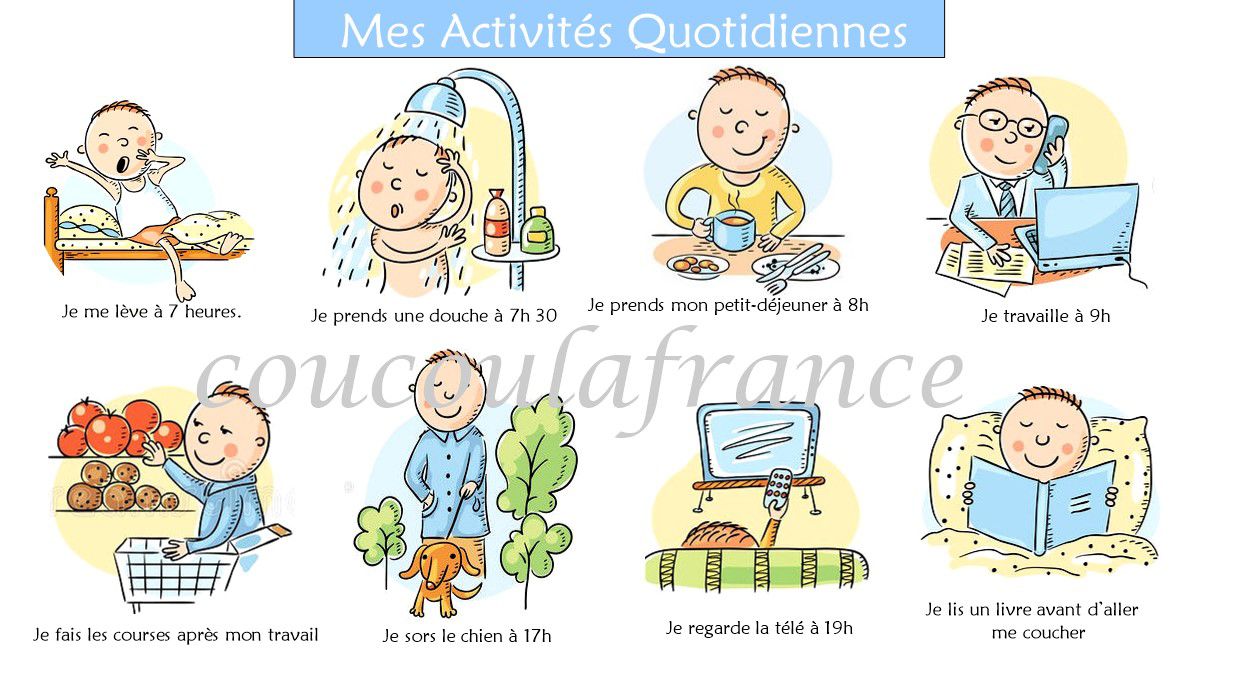 Mes Activités Quotidiennes
Je me lève à 7 heures.
Je prends une douche à 7h 30
Je prends mon petit-déjeuner à 8h
Je travaille à 9h
coucoulafrance
Je fais les courses après mon travail
Je sors le chien à 17h
Je regarde la télé à 19h
Je lis un livre avant d'aller
me coucher